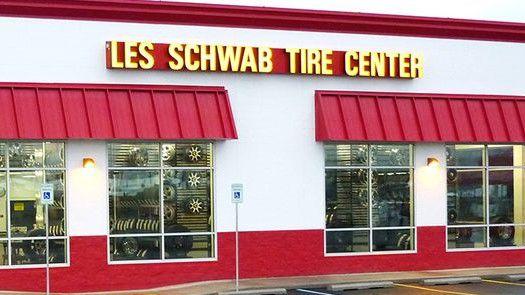 LES SCHWAB TIRE CENTER